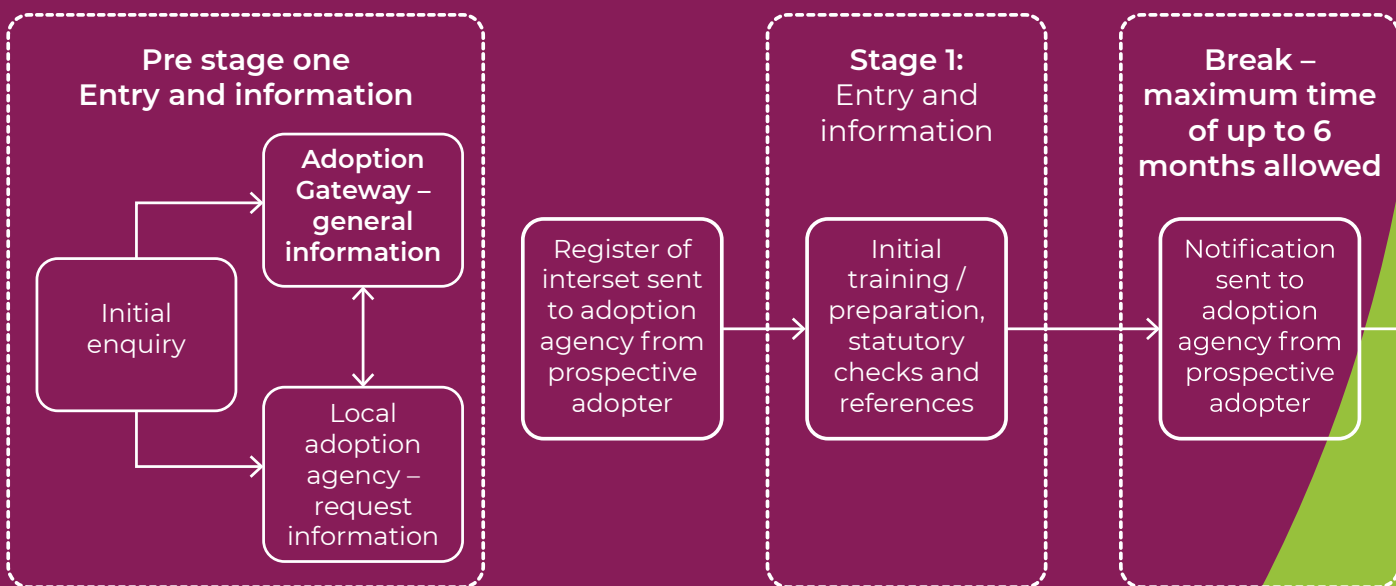 Pre stage one
Entry and information
Initial
enquiry
Adoption
Gateway –
general
information
Local
adoption
agency –
request
information
Register of
interset sent
to adoption
agency from
prospective
adopter
Stage 1:
Entry and
information
Initial
training /
preparation,
statutory
checks and
references
Break –
maximum time
of up to 6
months allowed
Notification
sent to
adoption
agency from
prospective
adopter